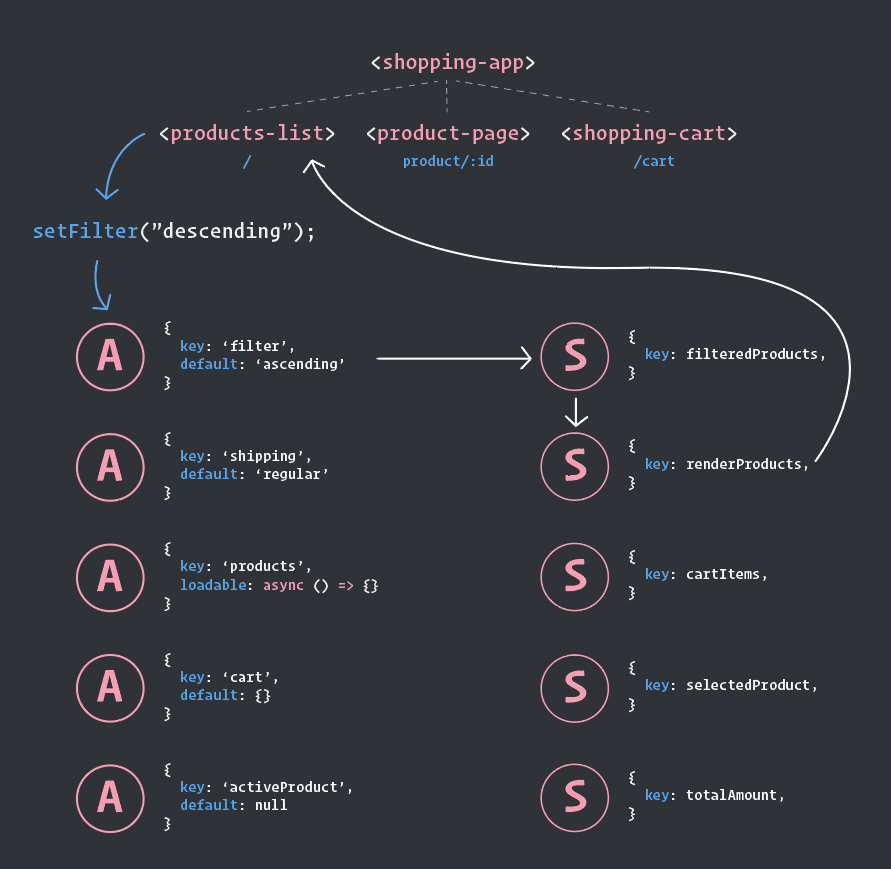 <shopping-app>
<products-list> <product-page> <shopping-cart>
/ product/:id /cart
setFilter(”descending”);
A
{
key: ‘filter’,
default: ‘ascending’
}
S
{
key: filteredProducts,
}
A
{
key: ‘shipping’,
default: ‘regular’
}
S
{
key: renderProducts,
}
A
{
key: ‘products’,
loadable: async () => {}
}
S
{
key: cartItems,
}
A
{
key: ‘cart’,
default: {}
}
S
{
key: selectedProduct,
}
A
{
key: ‘activeProduct’,
default: null
}
S
{
key: totalAmount,
}